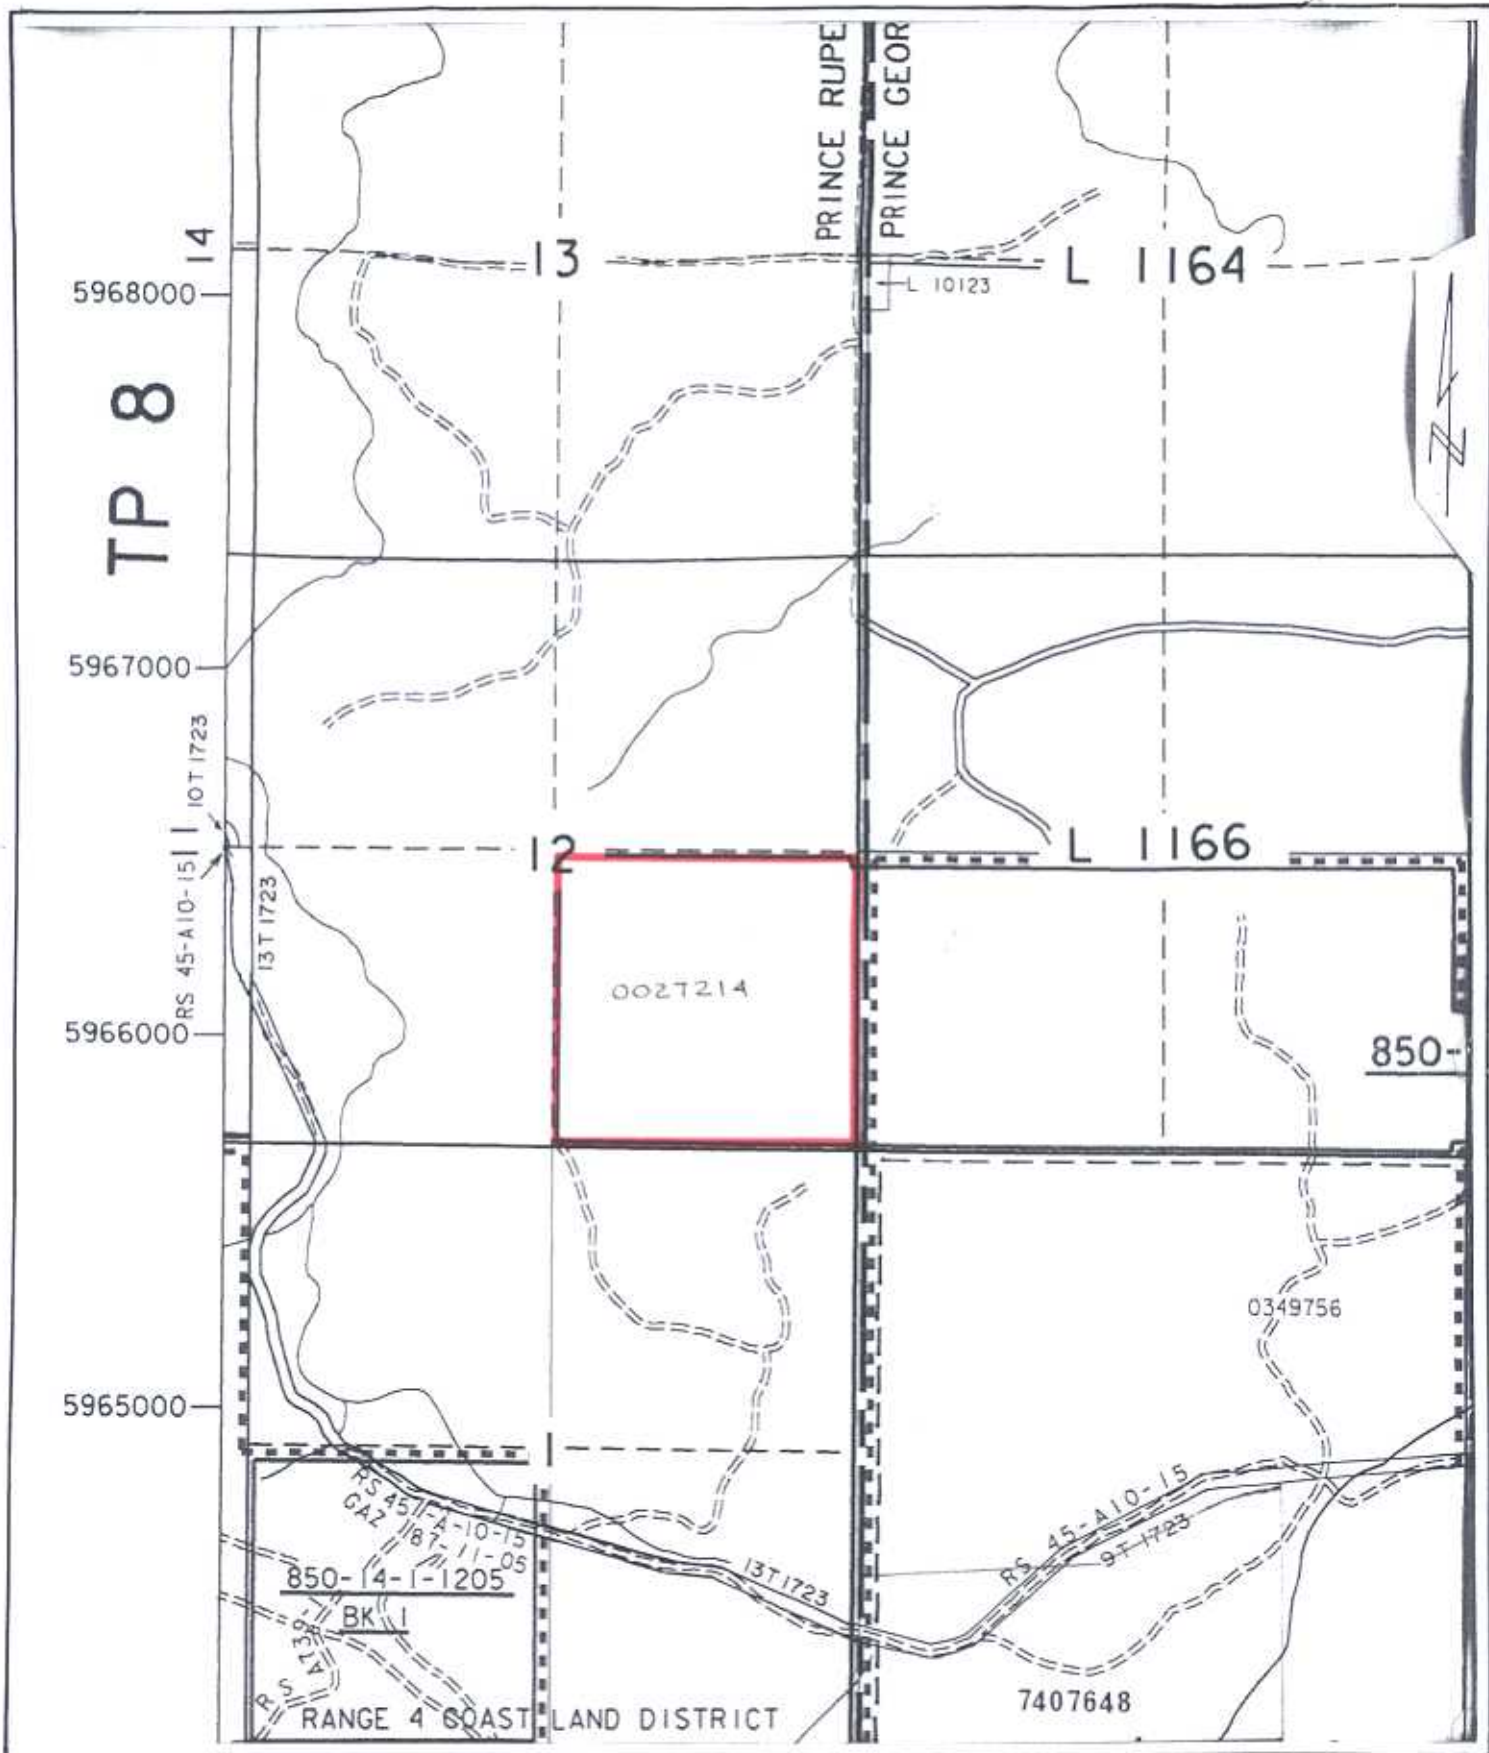 PRINCE RUPE
PRINCE GEOR
14
13
L 1164
5968000
L 10123
TP 8
N
5967000
10T 1723
1
12
L 1166
RS 45-A10-15
13T 1723
0027214
5966000
850-
0349756
5965000
1
RS 45-A-10-15
GAZ 87-11-05
RS 45-A10-15
9T 1723
13T 1723
850-14-1-1205
BK 1
RS A739
7407648
RANGE 4 COAST LAND DISTRICT